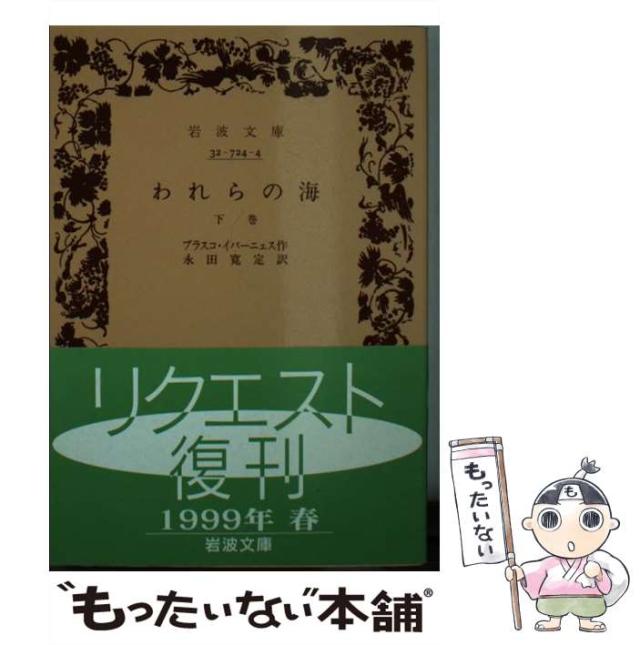 岩波文庫
32-724-4
われらの海
下巻
ブラスコ・イバーニェス作
永田寛定訳
リクエスト
復刊
1999年 春
岩波文庫
も
もったいない
“もったいない”本舗®